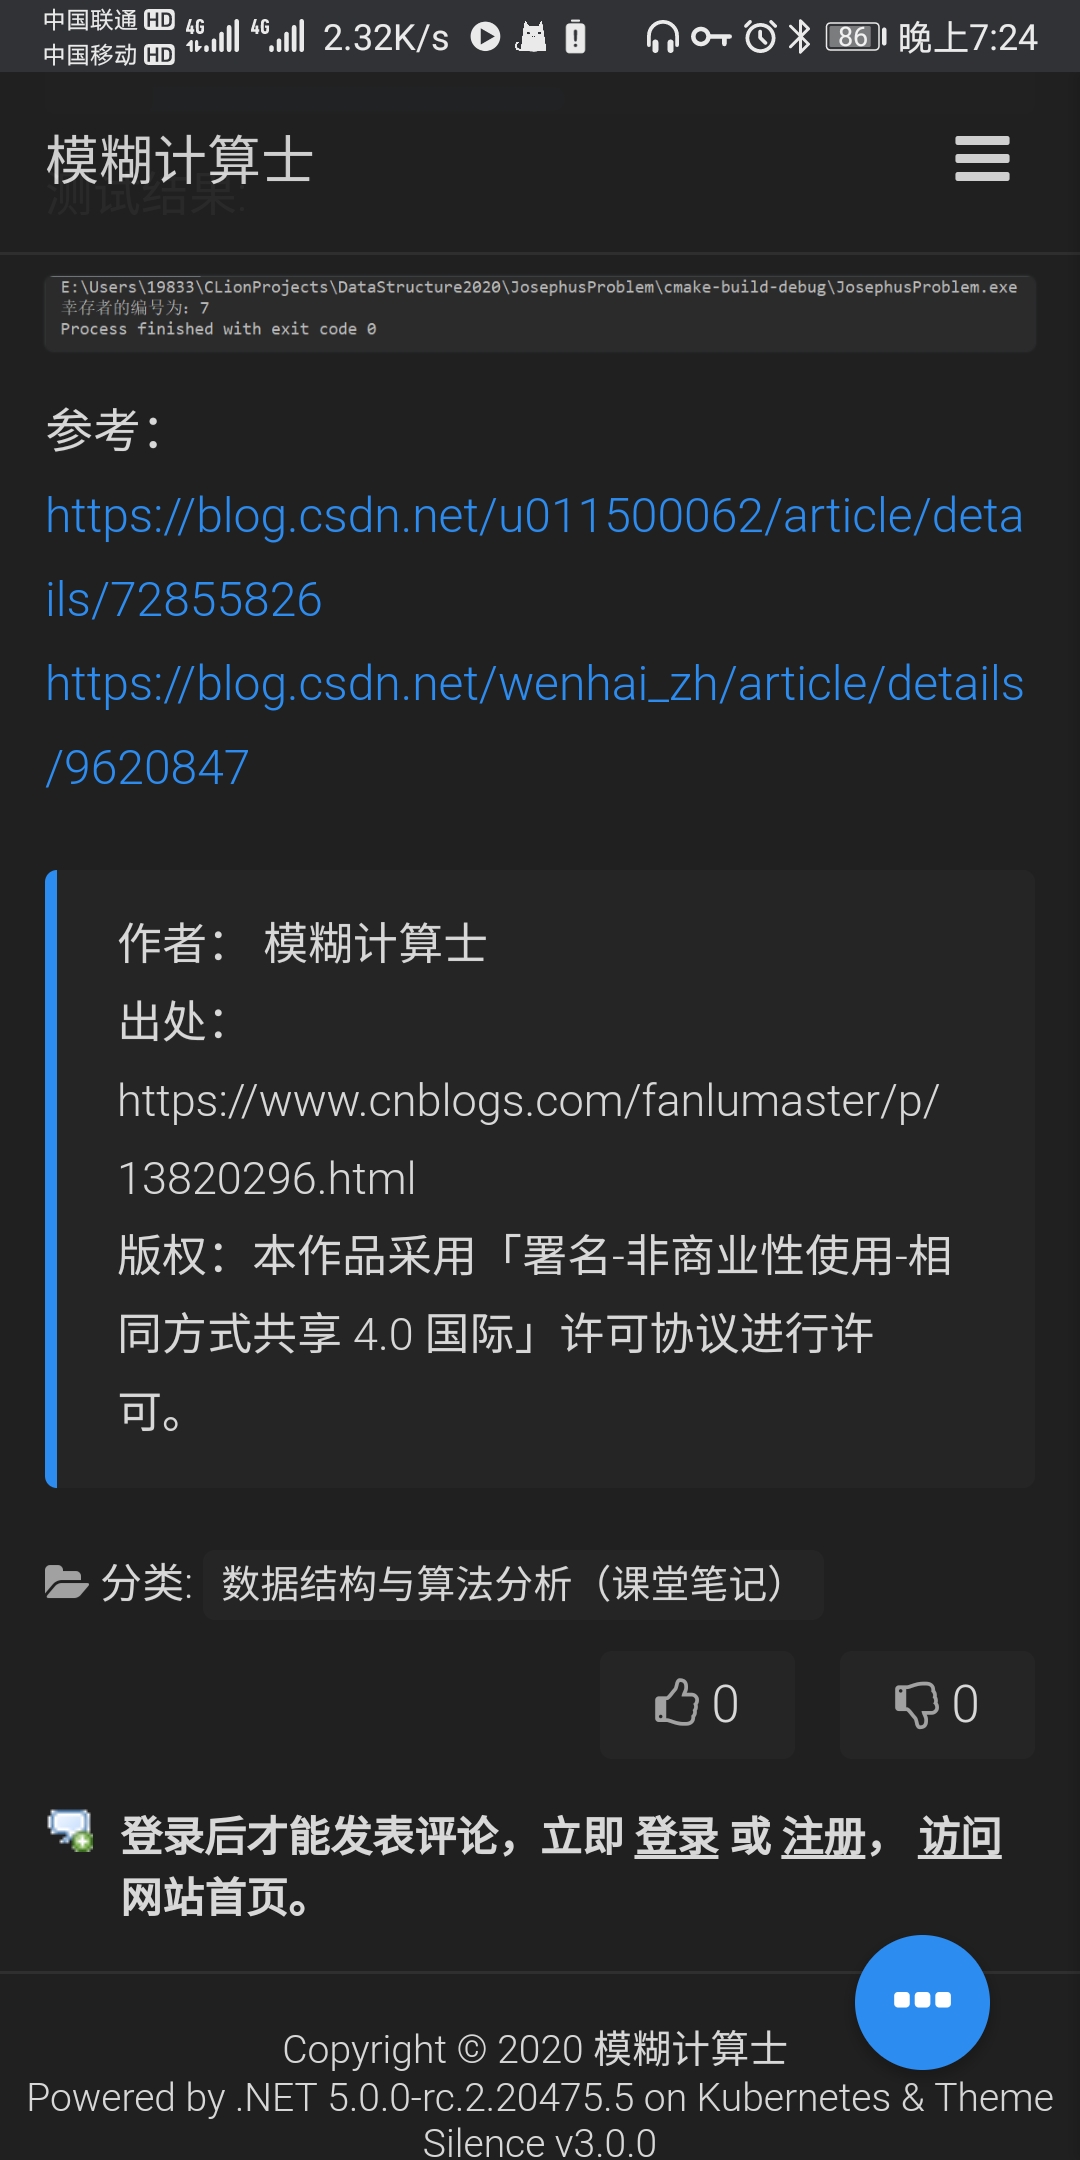 中国联通 HD
中国移动 HD
4G 4G 2.32K/s 86 晚上7:24
模糊计算士
测试结果:
E:\Users\19833\CLionProjects\DataStructure2020\JosephusProblem\cmake-build-debug\JosephusProblem.exe
幸存者的编号为: 7
Process finished with exit code 0
参考：
https://blog.csdn.net/u011500062/article/deta
ils/72855826
https://blog.csdn.net/wenhai_zh/article/details
/9620847
作者： 模糊计算士
出处：
https://www.cnblogs.com/fanlumaster/p/
13820296.html
版权：本作品采用「署名-非商业性使用-相
同方式共享 4.0 国际」许可协议进行许
可。
分类: 数据结构与算法分析（课堂笔记）
0 0
登录后才能发表评论，立即 登录 或 注册， 访问
网站首页。
Copyright © 2020 模糊计算士
Powered by .NET 5.0.0-rc.2.20475.5 on Kubernetes & Theme
Silence v3.0.0